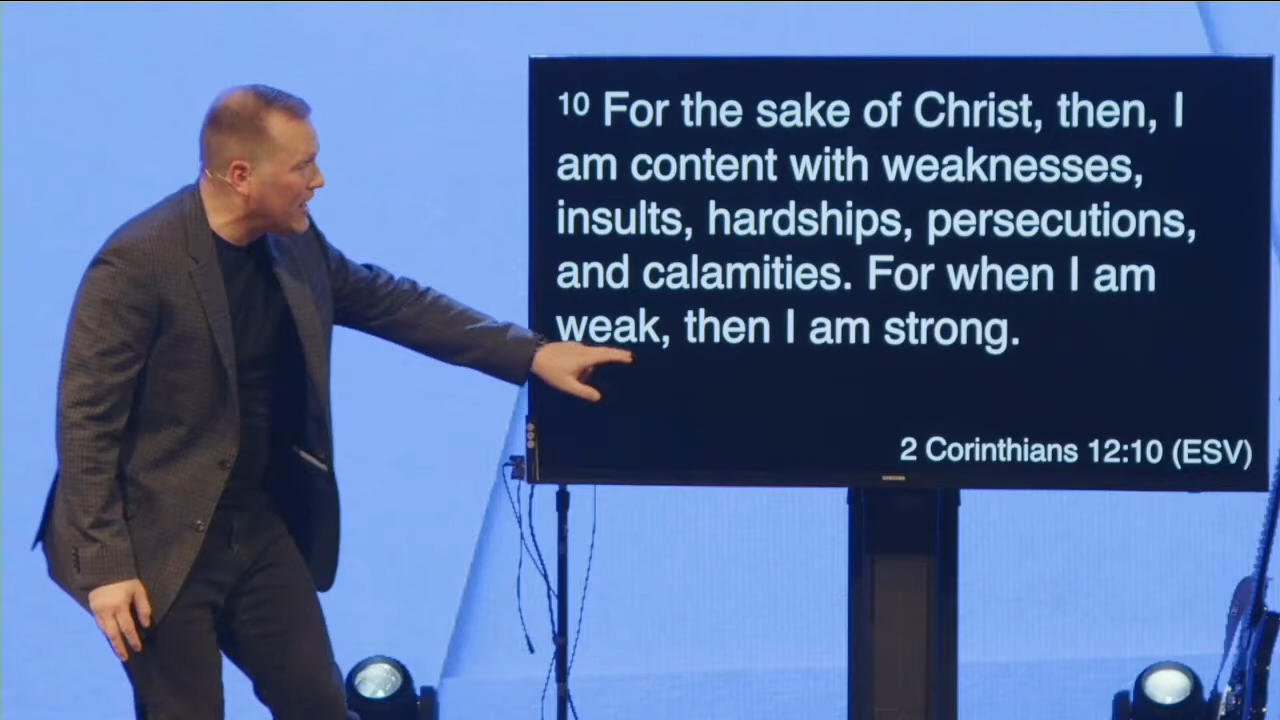 10 For the sake of Christ, then, I
am content with weaknesses,
insults, hardships, persecutions,
and calamities. For when I am
weak, then I am strong.
2 Corinthians 12:10 (ESV)
SAMSUNG